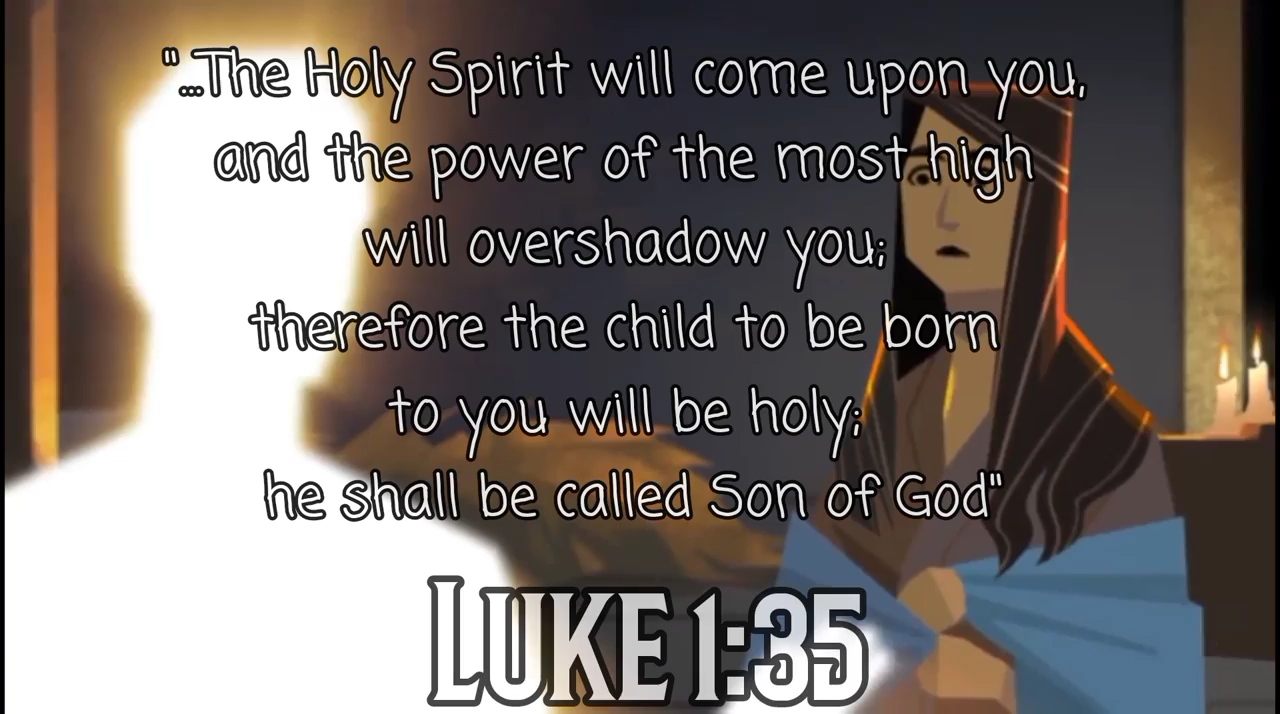 "...The Holy Spirit will come upon you,
and the power of the most high
will overshadow you;
therefore the child to be born
to you will be holy;
he shall be called Son of God"
LUKE 1:35